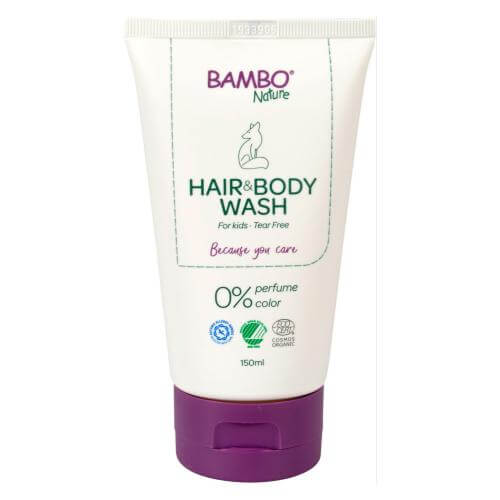 BAMBO®
Nature
HAIR&BODY
WASH
For kids - Tear Free
Because you care
0% perfume
color
COSMOS
ORGANIC
150ml